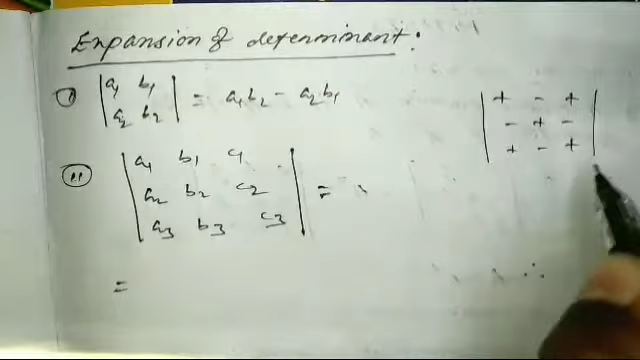 Expansion of determinant:
(i) | a₁ b₁ | = a₁b₂ - a₂b₁
| a₂ b₂ |
| + - + |
| - + - |
| + - + |
(ii) | a₁ b₁ c₁ |
| a₂ b₂ c₂ | =
| a₃ b₃ c₃ |
=